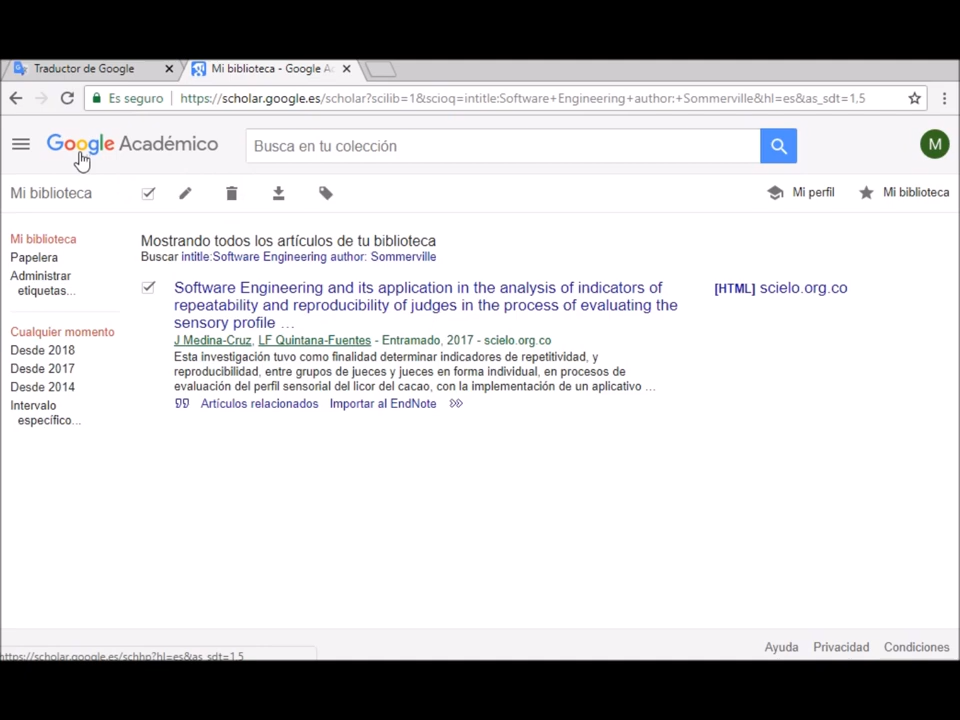 Traductor de Google
Mi biblioteca - Google Ac
Es seguro https://scholar.google.es/scholar?scilib=1&scioq=intitle:Software+Engineering+author:+Sommerville&hl=es&as_sdt=1,5
Google Académico
Busca en tu colección
M
Mi biblioteca
Mi perfil
Mi biblioteca
Mi biblioteca
Papelera
Administrar
etiquetas...
Cualquier momento
Desde 2018
Desde 2017
Desde 2014
Intervalo
específico...
Mostrando todos los artículos de tu biblioteca
Buscar intitle:Software Engineering author: Sommerville
Software Engineering and its application in the analysis of indicators of
repeatability and reproducibility of judges in the process of evaluating the
sensory profile …
J Medina-Cruz, LF Quintana-Fuentes - Entramado, 2017 - scielo.org.co
Esta investigación tuvo como finalidad determinar indicadores de repetitividad, y
reproducibilidad, entre grupos de jueces y jueces en forma individual, en procesos de
evaluación del perfil sensorial del licor del cacao, con la implementación de un aplicativo …
Artículos relacionados Importar al EndNote
[HTML] scielo.org.co
https://scholar.google.es/schhp?hl=es&as_sdt=1,5
Ayuda Privacidad Condiciones